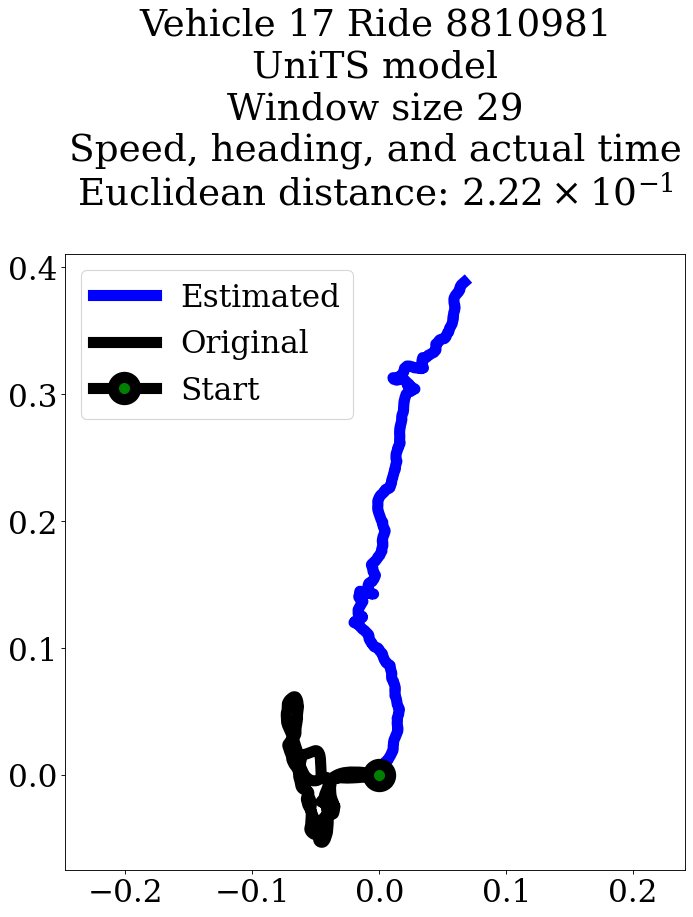 Vehicle 17 Ride 8810981
UniTS model
Window size 29
Speed, heading, and actual time
Euclidean distance: 2.22 × 10⁻¹
0.4
Estimated
Original
0.3
Start
0.2
0.1
0.0
−0.2 −0.1 0.0 0.1 0.2